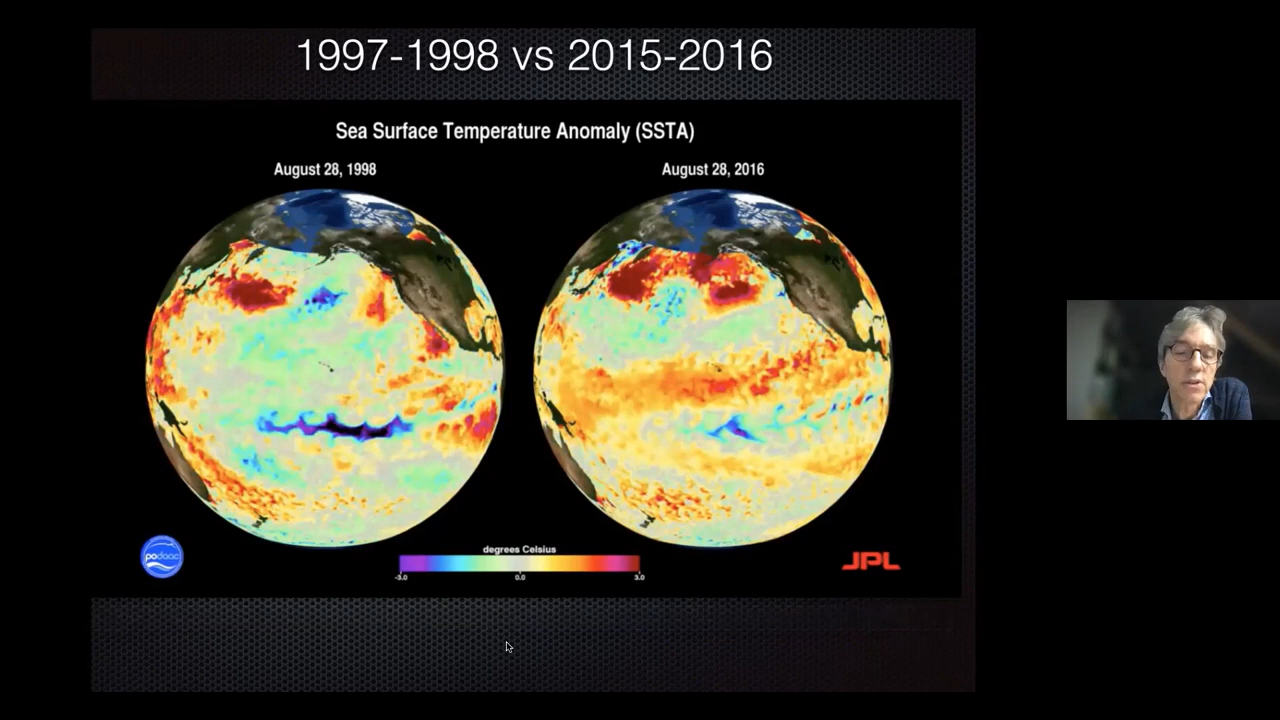 1997-1998 vs 2015-2016
Sea Surface Temperature Anomaly (SSTA)
August 28, 1998
August 28, 2016
podaac
degrees Celsius
-3.0
0.0
3.0
JPL